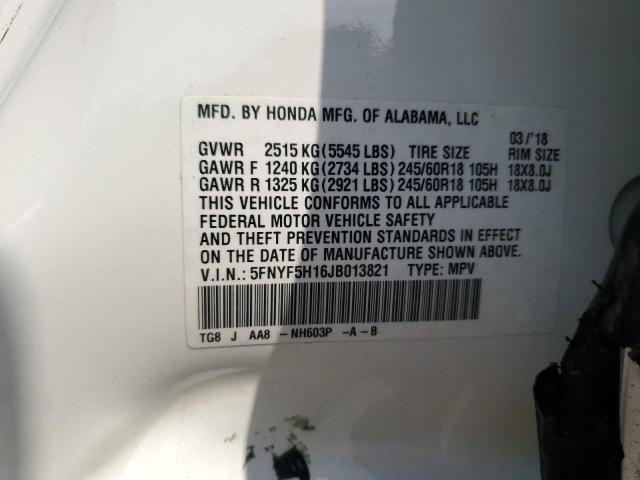 MFD. BY HONDA MFG. OF ALABAMA, LLC
03/'18
GVWR 2515 KG(5545 LBS) TIRE SIZE RIM SIZE
GAWR F 1240 KG(2734 LBS) 245/60R18 105H 18X8.0J
GAWR R 1325 KG(2921 LBS) 245/60R18 105H 18X8.0J
THIS VEHICLE CONFORMS TO ALL APPLICABLE
FEDERAL MOTOR VEHICLE SAFETY
AND THEFT PREVENTION STANDARDS IN EFFECT
ON THE DATE OF MANUFACTURE SHOWN ABOVE.
V.I.N.: 5FNYF5H16JB013821 TYPE: MPV
TG8 J AA8 -NH603P -A-B